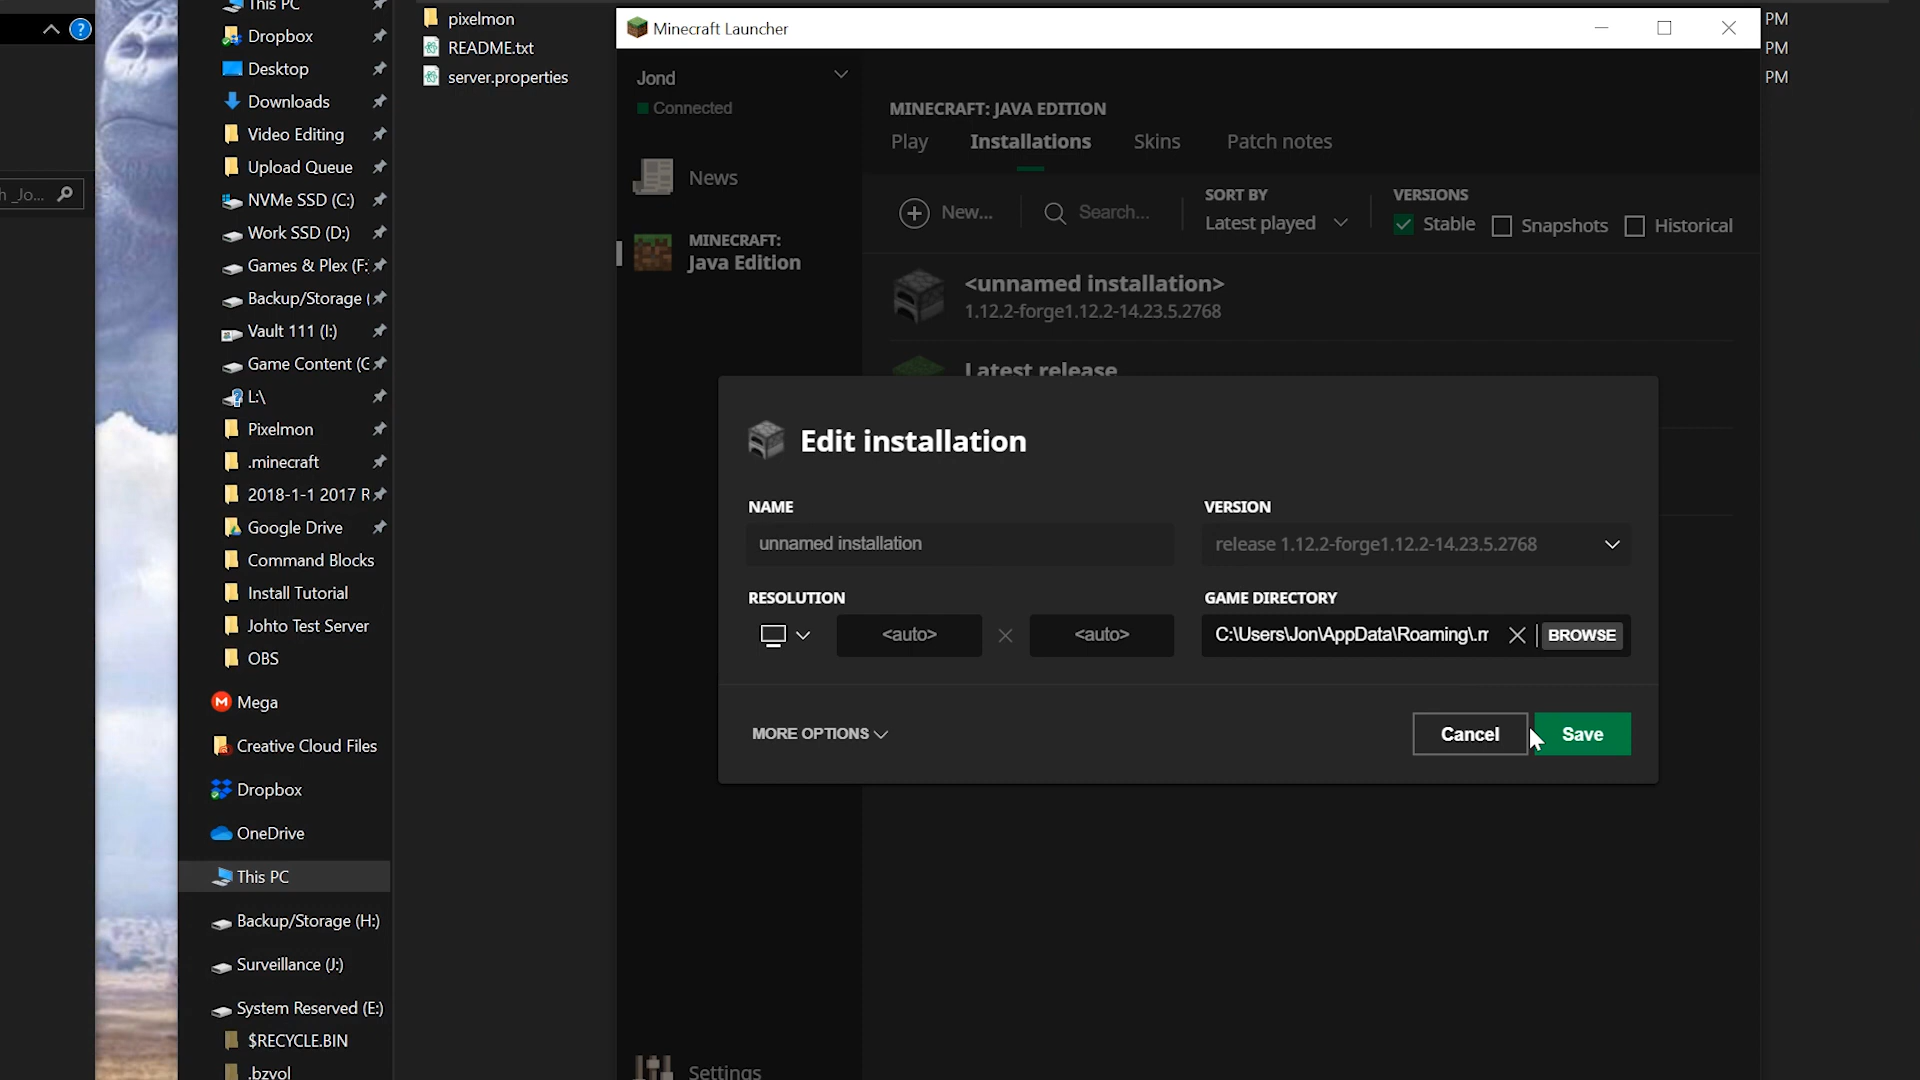 _Jo...
This PC
Dropbox
Desktop
Downloads
Video Editing
Upload Queue
NVMe SSD (C:)
Work SSD (D:)
Games & Plex (F:
Backup/Storage (
Vault 111 (I:)
Game Content (G
L:\
Pixelmon
.minecraft
2018-1-1 2017 R
Google Drive
Command Blocks
Install Tutorial
Johto Test Server
OBS
Mega
Creative Cloud Files
Dropbox
OneDrive
This PC
Backup/Storage (H:)
Surveillance (J:)
System Reserved (E:)
$RECYCLE.BIN
.bzvol
pixelmon
README.txt
server.properties
Minecraft Launcher
PM
PM
PM
Jond
Connected
News
MINECRAFT:
Java Edition
Settings
MINECRAFT: JAVA EDITION
Play Installations Skins Patch notes
New... Search...
SORT BY
Latest played
VERSIONS
Stable Snapshots Historical
<unnamed installation>
1.12.2-forge1.12.2-14.23.5.2768
Latest release
Edit installation
NAME
unnamed installation
VERSION
release 1.12.2-forge1.12.2-14.23.5.2768
RESOLUTION
<auto> <auto>
GAME DIRECTORY
C:\Users\Jon\AppData\Roaming\.m
BROWSE
MORE OPTIONS
Cancel Save